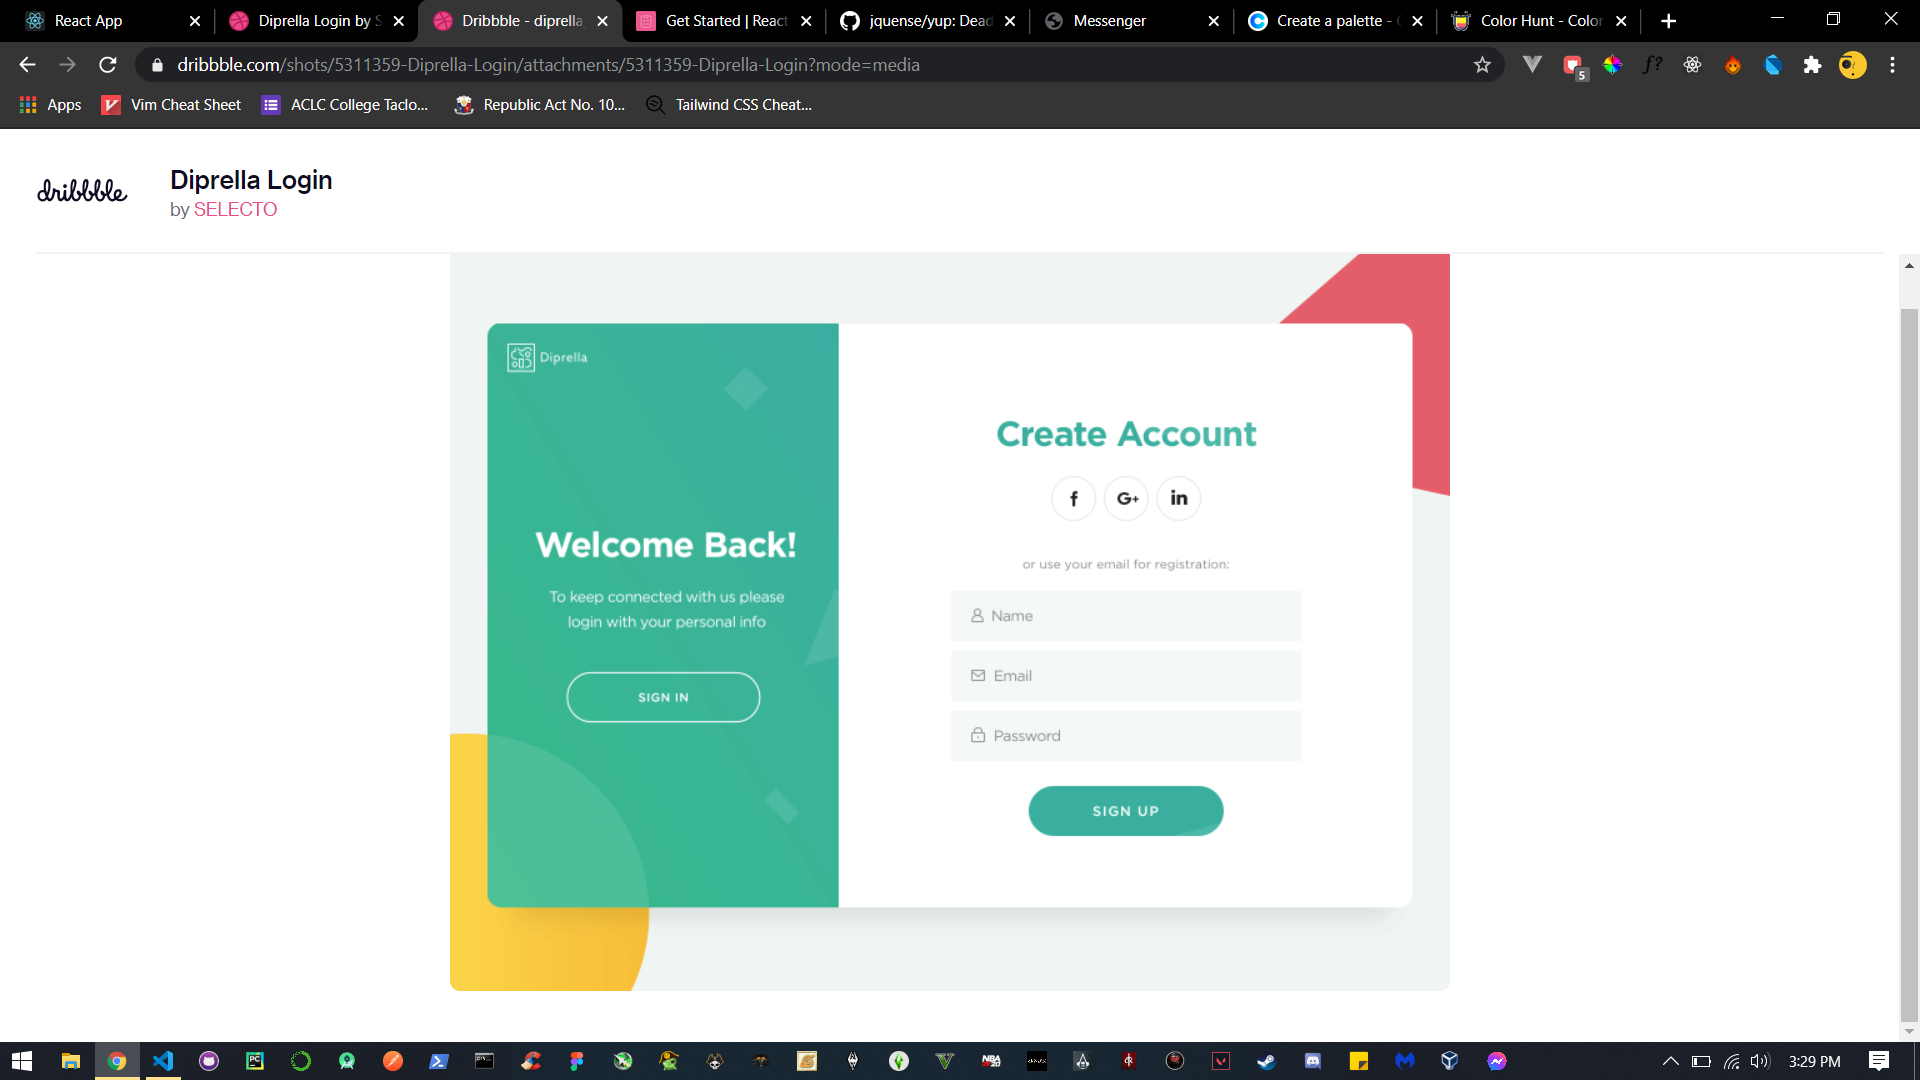 React App
Diprella Login by S
Dribbble - diprella_
Get Started | React
jquense/yup: Dead
Messenger
Create a palette - C
Color Hunt - Color
dribbble.com/shots/5311359-Diprella-Login/attachments/5311359-Diprella-Login?mode=media
f?
5
Apps
Vim Cheat Sheet
ACLC College Taclo...
Republic Act No. 10...
Tailwind CSS Cheat...
dribbble
Diprella Login
by SELECTO
Diprella
Welcome Back!
To keep connected with us please
login with your personal info
SIGN IN
Create Account
f
G+
in
or use your email for registration:
Name
Email
Password
SIGN UP
PC
NBA
3:29 PM